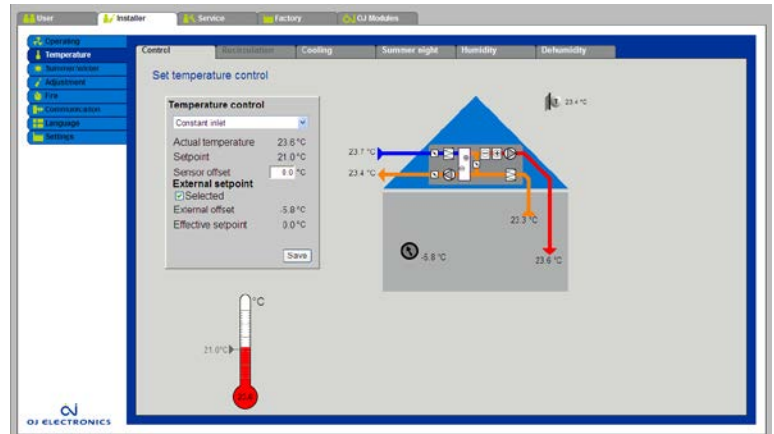 User
Installer
Service
Factory
OJ Modules
Operating
Temperature
Summer/winter
Adjustment
Fire
Communication
Language
Settings
Control
Recirculation
Cooling
Summer night
Humidity
Dehumidity
Set temperature control
Temperature control
Constant inlet
Actual temperature 23.6 °C
Setpoint 21.0 °C
Sensor offset 0.0 °C
External setpoint
Selected
External offset -5.8 °C
Effective setpoint 0.0 °C
Save
23.4 °C
23.7 °C
23.4 °C
23.3 °C
-5.8 °C
23.6 °C
°C
21.0°C
OJ ELECTRONICS